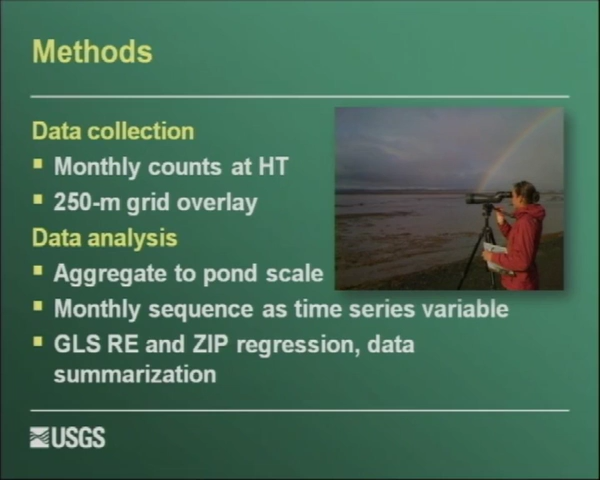 Methods
Data collection
Monthly counts at HT
250-m grid overlay
Data analysis
Aggregate to pond scale
Monthly sequence as time series variable
GLS RE and ZIP regression, data
summarization
USGS